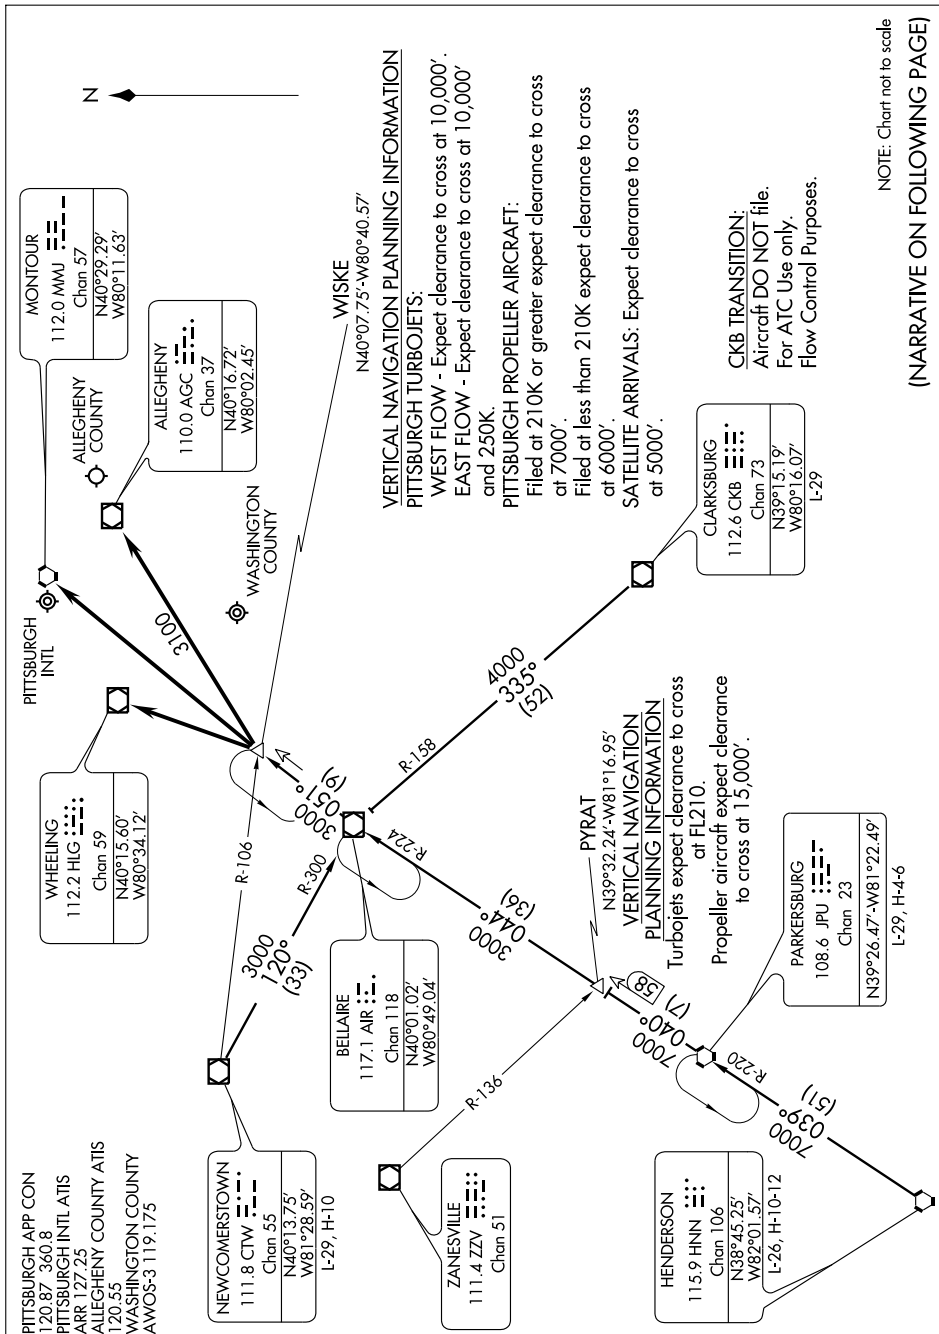 PITTSBURGH APP CON
120.87 360.8
PITTSBURGH INTL ATIS
ARR 127.25
ALLEGHENY COUNTY ATIS
120.55
WASHINGTON COUNTY
AWOS-3 119.175
NEWCOMERSTOWN
111.8 CTW
Chan 55
N40°13.75'
W81°28.59'
L-29, H-10
ZANESVILLE
111.4 ZZV
Chan 51
HENDERSON
115.9 HNN
Chan 106
N38°45.25'
W82°01.57'
L-26, H-10-12
WHEELING
112.2 HLG
Chan 59
N40°15.60'
W80°34.12'
BELLAIRE
117.1 AIR
Chan 118
N40°01.02'
W80°49.04'
PARKERSBURG
108.6 JPU
Chan 23
N39°26.47'-W81°22.49'
L-29, H-4-6
MONTOUR
112.0 MMU
Chan 57
N40°29.29'
W80°11.63'
ALLEGHENY
110.0 AGC
Chan 37
N40°16.72'
W80°02.45'
CLARKSBURG
112.6 CKB
Chan 73
N39°15.19'
W80°16.07'
L-29
PITTSBURGH
INTL
ALLEGHENY
COUNTY
WASHINGTON
COUNTY
N
WISKE
N40°07.75'-W80°40.57'
PYRAT
N39°32.24'-W81°16.95'
VERTICAL NAVIGATION
PLANNING INFORMATION
Turbojets expect clearance to cross
at FL210.
Propeller aircraft expect clearance
to cross at 15,000'.
3100
R-106
R-300
3000
120°
(33)
3000
051°
(9)
R-158
4000
335°
(52)
R-224
3000
044°
(36)
R-136
58
7000
040°
(7)
R-220
7000
039°
(51)
VERTICAL NAVIGATION PLANNING INFORMATION
PITTSBURGH TURBOJETS:
WEST FLOW - Expect clearance to cross at 10,000'.
EAST FLOW - Expect clearance to cross at 10,000'
and 250K.
PITTSBURGH PROPELLER AIRCRAFT:
Filed at 210K or greater expect clearance to cross
at 7000'.
Filed at less than 210K expect clearance to cross
at 6000'.
SATELLITE ARRIVALS: Expect clearance to cross
at 5000'.
CKB TRANSITION:
Aircraft DO NOT file.
For ATC Use only.
Flow Control Purposes.
NOTE: Chart not to scale
(NARRATIVE ON FOLLOWING PAGE)